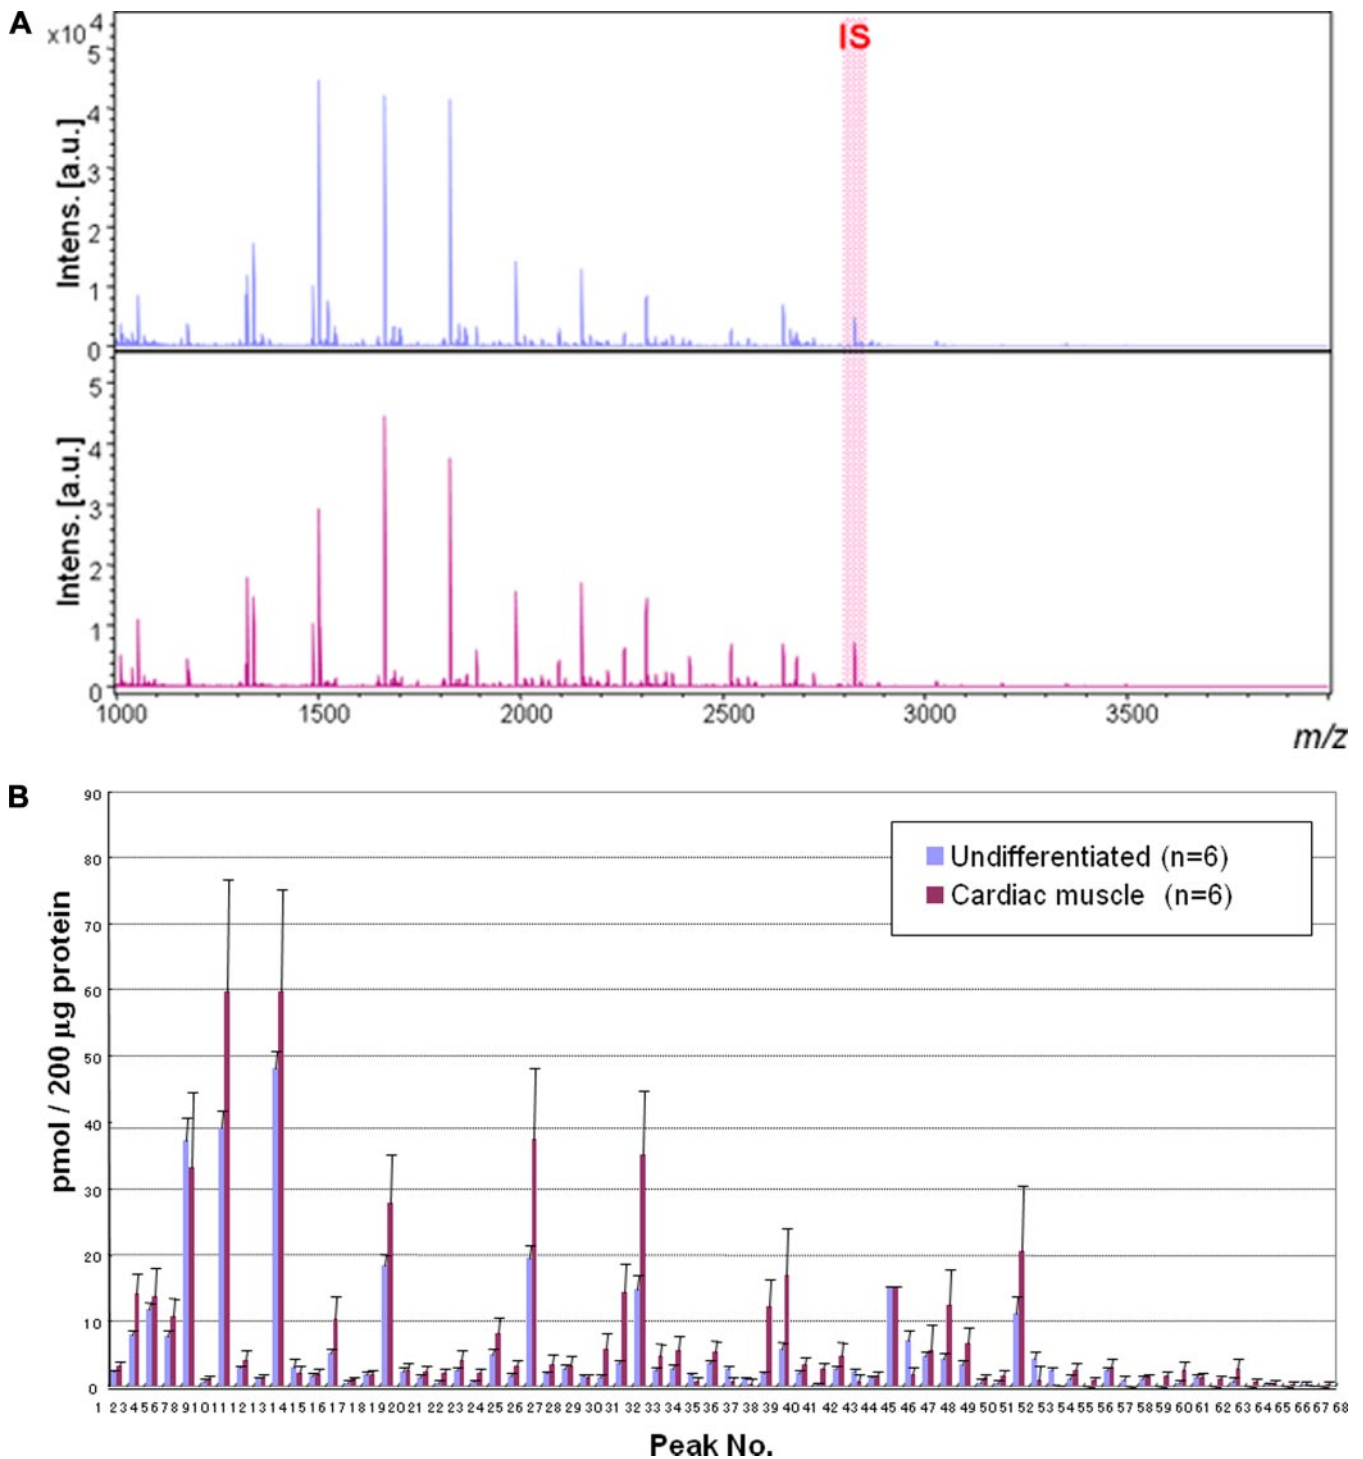 A
x10 4
IS
5
4
3
2
1
0
Intens. [a.u.]
5
4
3
2
1
0
Intens. [a.u.]
1000 1500 2000 2500 3000 3500
m/z
B
90
80
70
60
50
40
30
20
10
0
pmol / 200 µg protein
Undifferentiated (n=6)
Cardiac muscle (n=6)
1 2 3 4 5 6 7 8 9 10 11 12 13 14 15 16 17 18 19 20 21 22 23 24 25 26 27 28 29 30 31 32 33 34 35 36 37 38 39 40 41 42 43 44 45 46 47 48 49 50 51 52 53 54 55 56 57 58 59 60 61 62 63 64 65 66 67 68
Peak No.